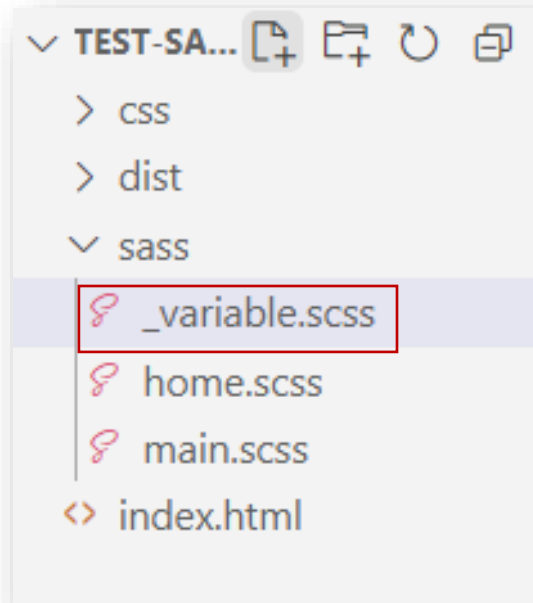 TEST-SA...
css
dist
sass
_variable.scss
home.scss
main.scss
index.html